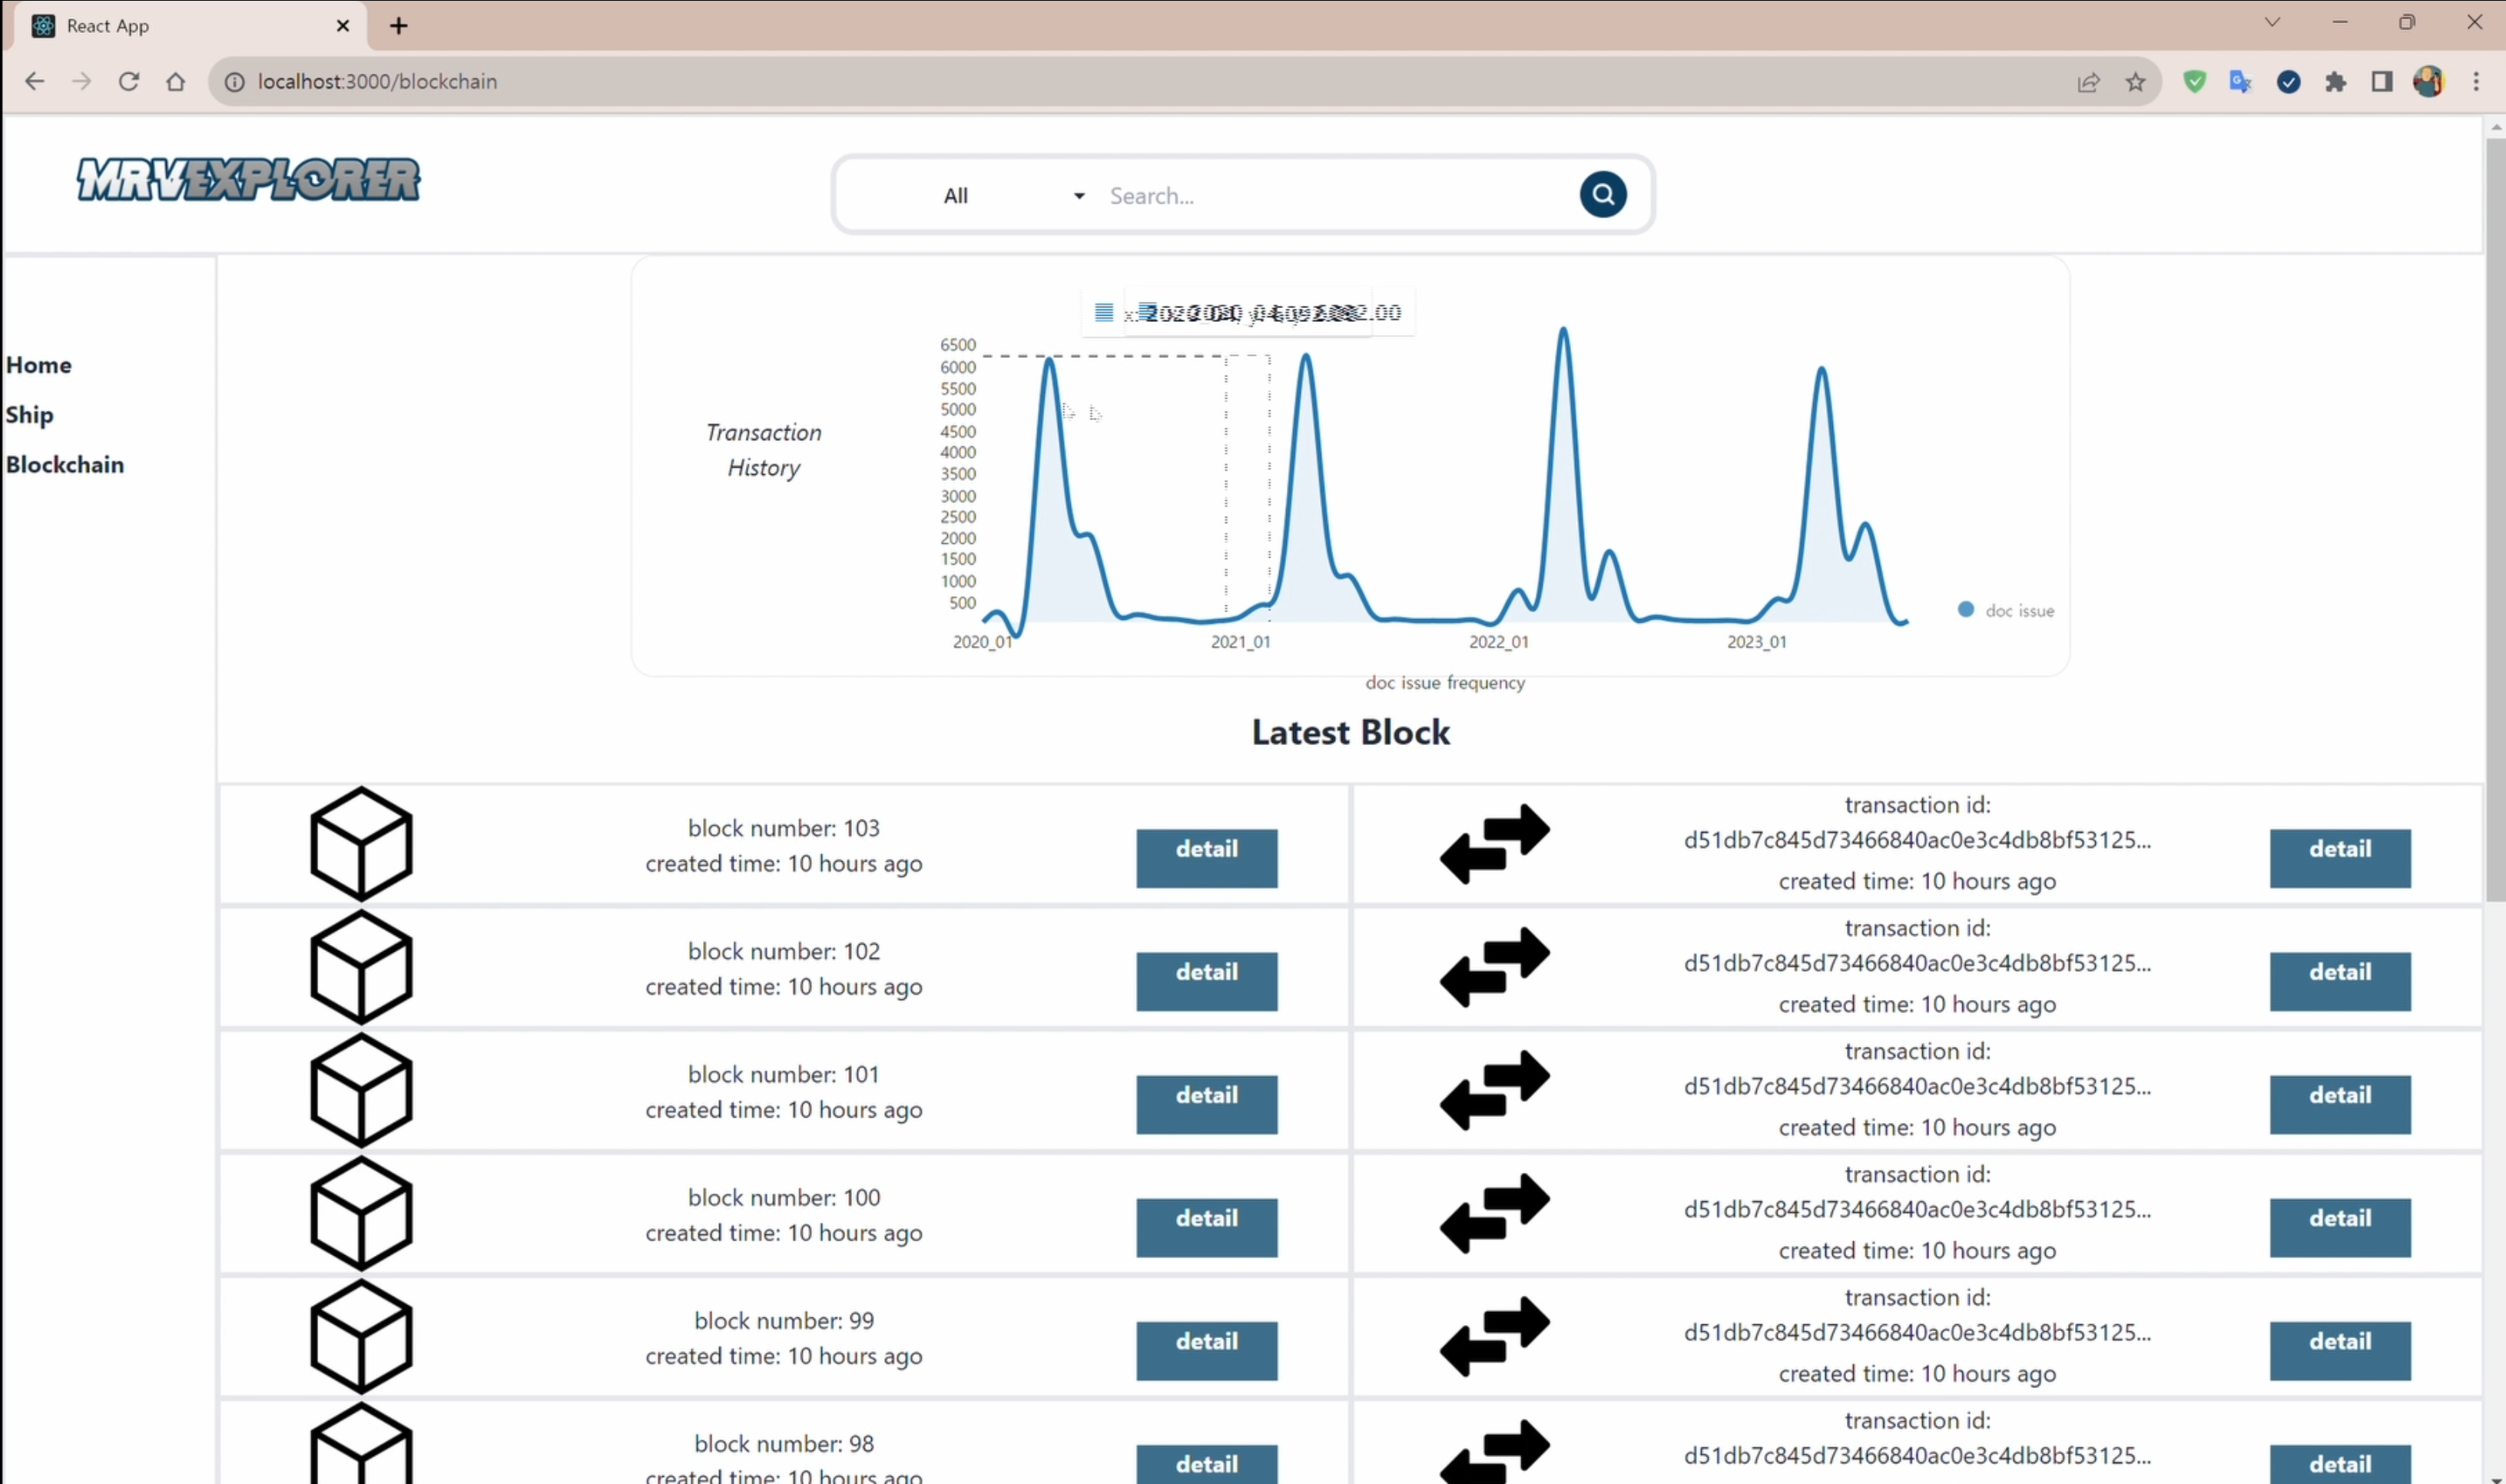 React App
localhost:3000/blockchain
MRVEXPLORER
All
Search...
Home
Ship
Blockchain
Transaction
History
6500
6000
5500
5000
4500
4000
3500
3000
2500
2000
1500
1000
500
2020_01
2021_01
2022_01
2023_01
doc issue
doc issue frequency
Latest Block
block number: 103
created time: 10 hours ago
detail
transaction id:
d51db7c845d73466840ac0e3c4db8bf53125...
created time: 10 hours ago
detail
block number: 102
created time: 10 hours ago
detail
transaction id:
d51db7c845d73466840ac0e3c4db8bf53125...
created time: 10 hours ago
detail
block number: 101
created time: 10 hours ago
detail
transaction id:
d51db7c845d73466840ac0e3c4db8bf53125...
created time: 10 hours ago
detail
block number: 100
created time: 10 hours ago
detail
transaction id:
d51db7c845d73466840ac0e3c4db8bf53125...
created time: 10 hours ago
detail
block number: 99
created time: 10 hours ago
detail
transaction id:
d51db7c845d73466840ac0e3c4db8bf53125...
created time: 10 hours ago
detail
block number: 98
created time: 10 hours ago
detail
transaction id:
d51db7c845d73466840ac0e3c4db8bf53125...
detail